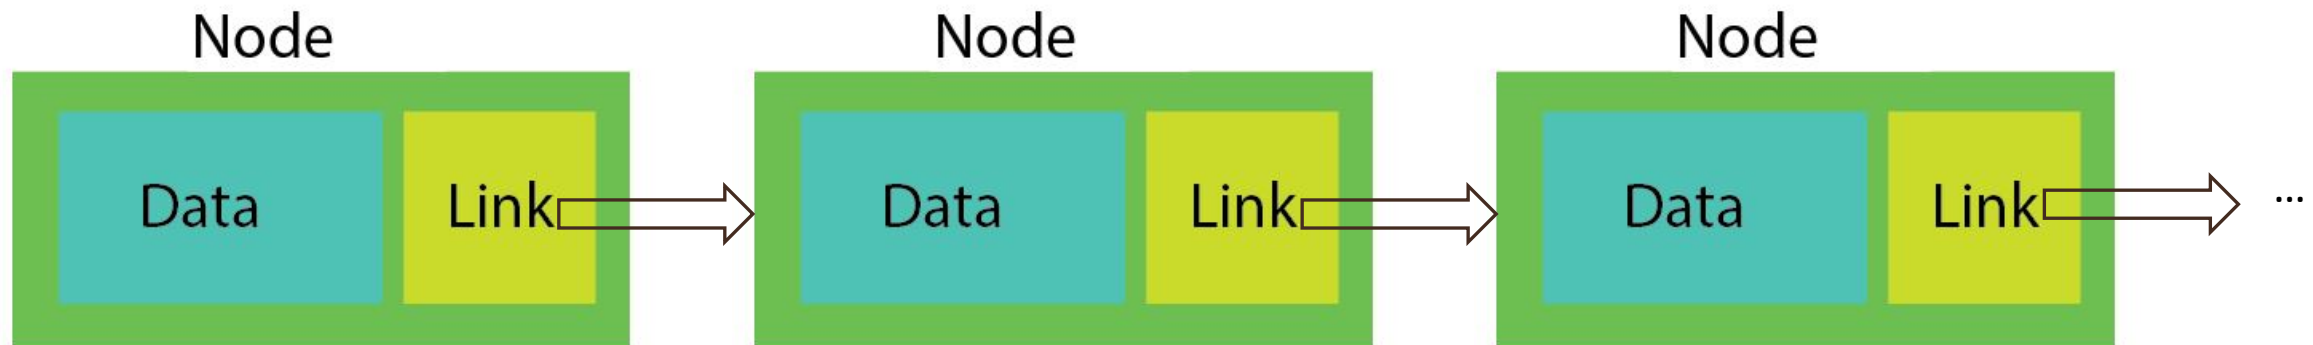 Node Node Node
Data Link Data Link Data Link ...